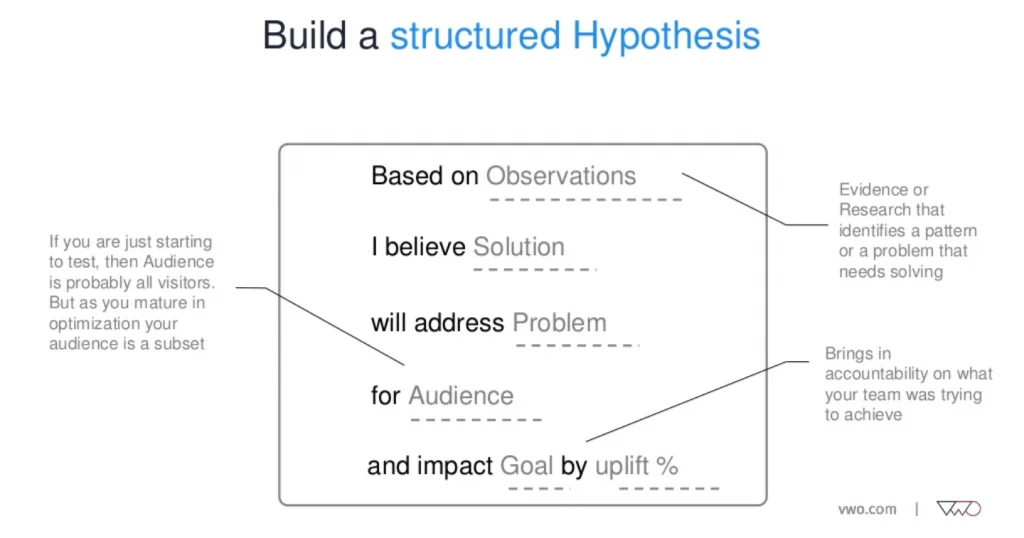 Build a structured Hypothesis
Based on Observations
Evidence or
Research that
identifies a pattern
or a problem that
needs solving
I believe Solution
If you are just starting
to test, then Audience
is probably all visitors.
But as you mature in
optimization your
audience is a subset
will address Problem
for Audience
Brings in
accountability on what
your team was trying
to achieve
and impact Goal by uplift %
vwo.com | VWO